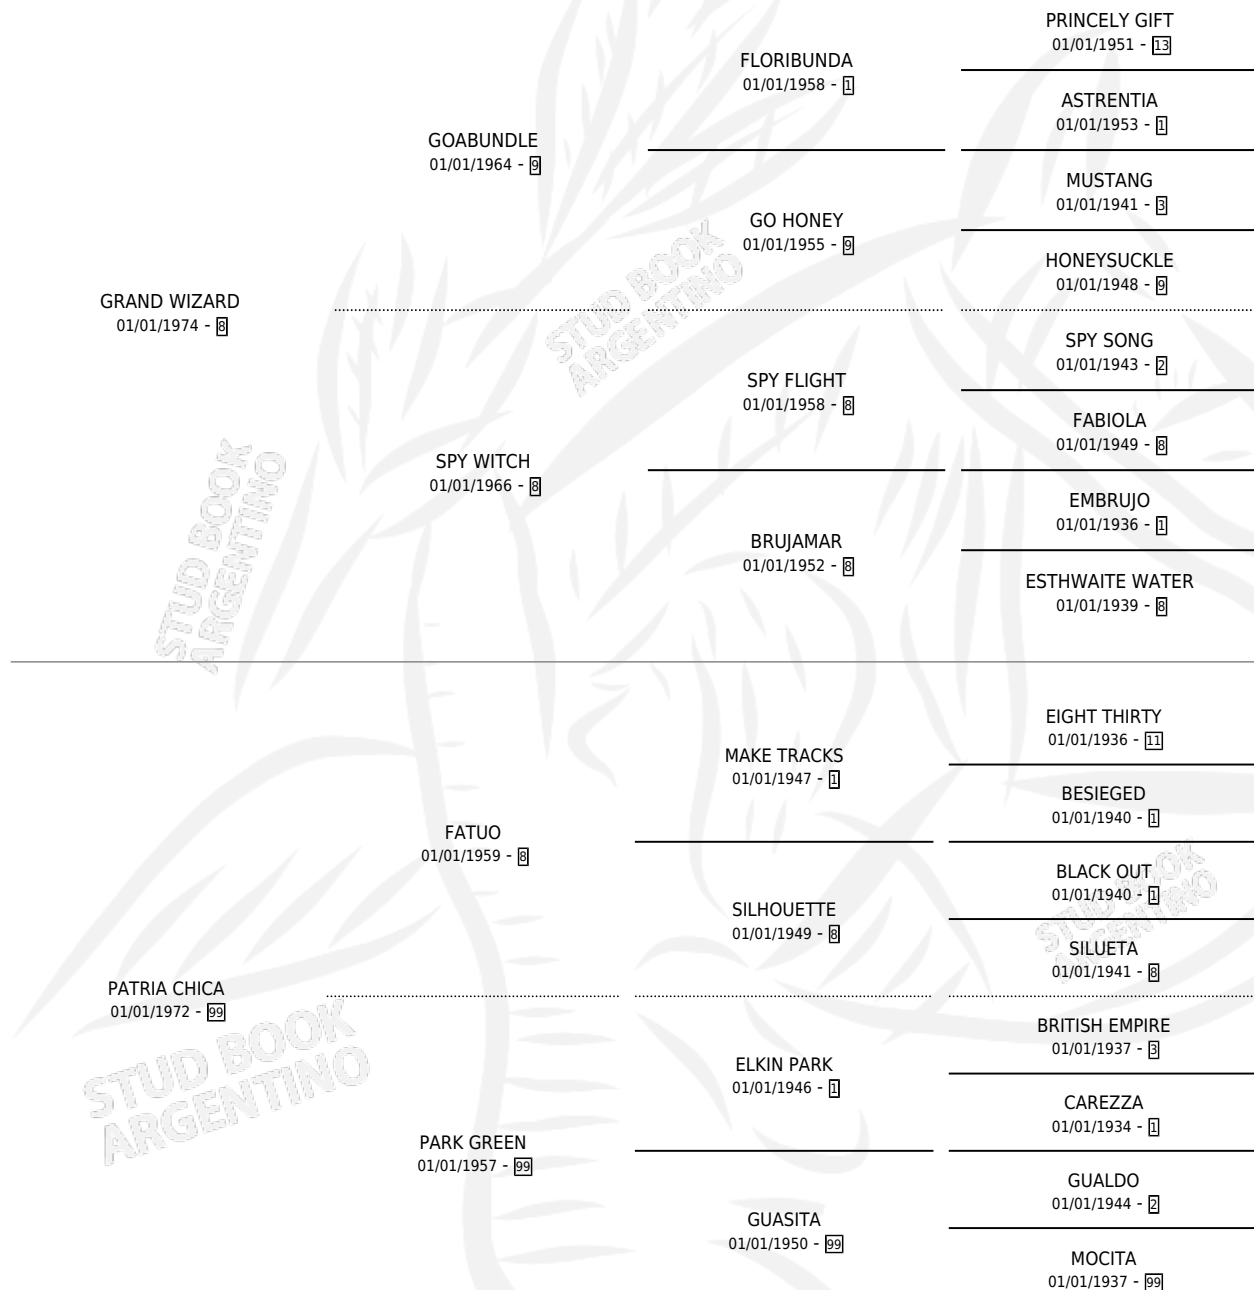 PRINCELY GIFT
01/01/1951 - 13
FLORIBUNDA
01/01/1958 - 1
ASTRENTIA
01/01/1953 - 1
GOABUNDLE
01/01/1964 - 9
MUSTANG
01/01/1941 - 3
GO HONEY
01/01/1955 - 9
HONEYSUCKLE
01/01/1948 - 9
GRAND WIZARD
01/01/1974 - 8
STUD BOOK
ARGENTINO
SPY SONG
01/01/1943 - 2
SPY FLIGHT
01/01/1958 - 8
FABIOLA
01/01/1949 - 8
SPY WITCH
01/01/1966 - 8
EMBRUJO
01/01/1936 - 1
BRUJAMAR
01/01/1952 - 8
ESTHWAITE WATER
01/01/1939 - 8
STUD BOOK
ARGENTINO
EIGHT THIRTY
01/01/1936 - 11
MAKE TRACKS
01/01/1947 - 1
BESIEGED
01/01/1940 - 1
FATUO
01/01/1959 - 8
BLACK OUT
01/01/1940 - 1
SILHOUETTE
01/01/1949 - 8
SILUETA
01/01/1941 - 8
STUD BOOK
ARGENTINO
PATRIA CHICA
01/01/1972 - 99
BRITISH EMPIRE
01/01/1937 - 3
ELKIN PARK
01/01/1946 - 1
CAREZZA
01/01/1934 - 1
STUD BOOK
ARGENTINO
PARK GREEN
01/01/1957 - 99
GUALDO
01/01/1944 - 2
GUASITA
01/01/1950 - 99
MOCITA
01/01/1937 - 99